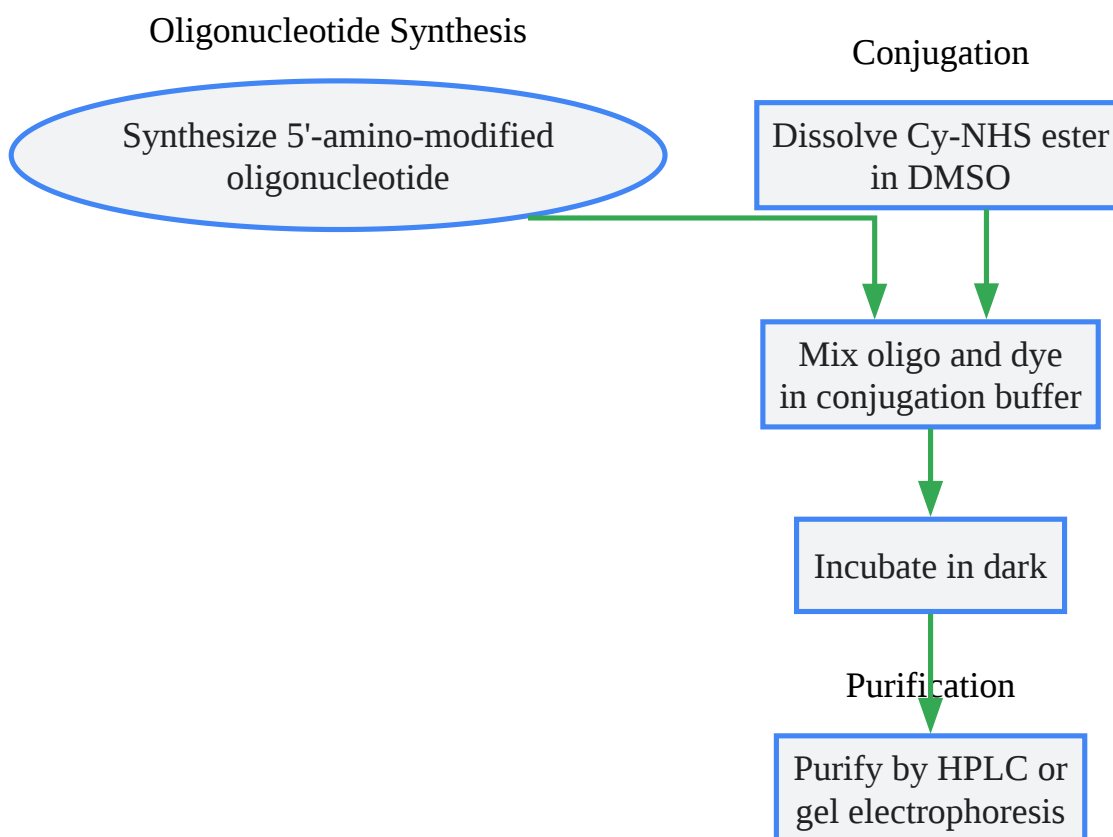 Oligonucleotide Synthesis
Synthesize 5'-amino-modified
oligonucleotide
Conjugation
Dissolve Cy-NHS ester
in DMSO
Mix oligo and dye
in conjugation buffer
Incubate in dark
Purification
Purify by HPLC or
gel electrophoresis